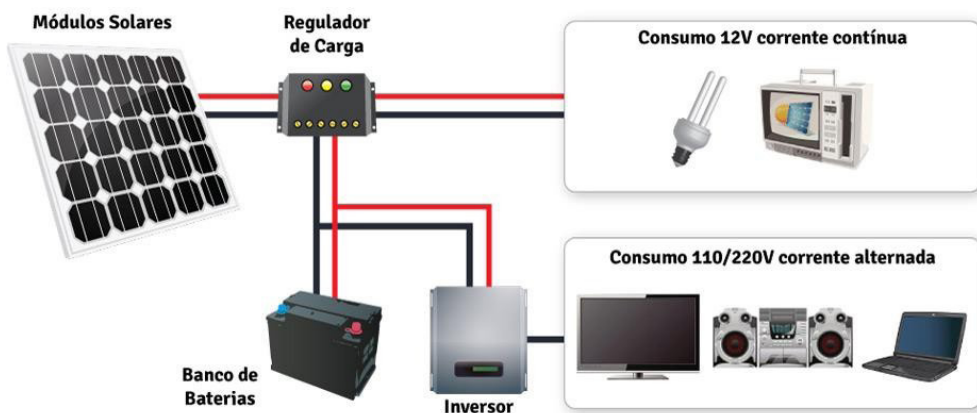 Módulos Solares
Regulador
de Carga
Consumo 12V corrente contínua
Consumo 110/220V corrente alternada
Banco de
Baterias
Inversor